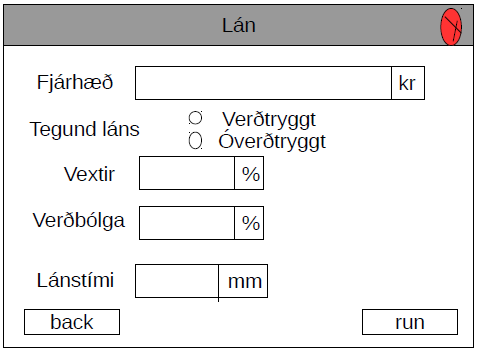 Lán
Fjárhæð kr
Tegund láns
Verðtryggt
Óverðtryggt
Vextir %
Verðbólga %
Lánstími mm
back run